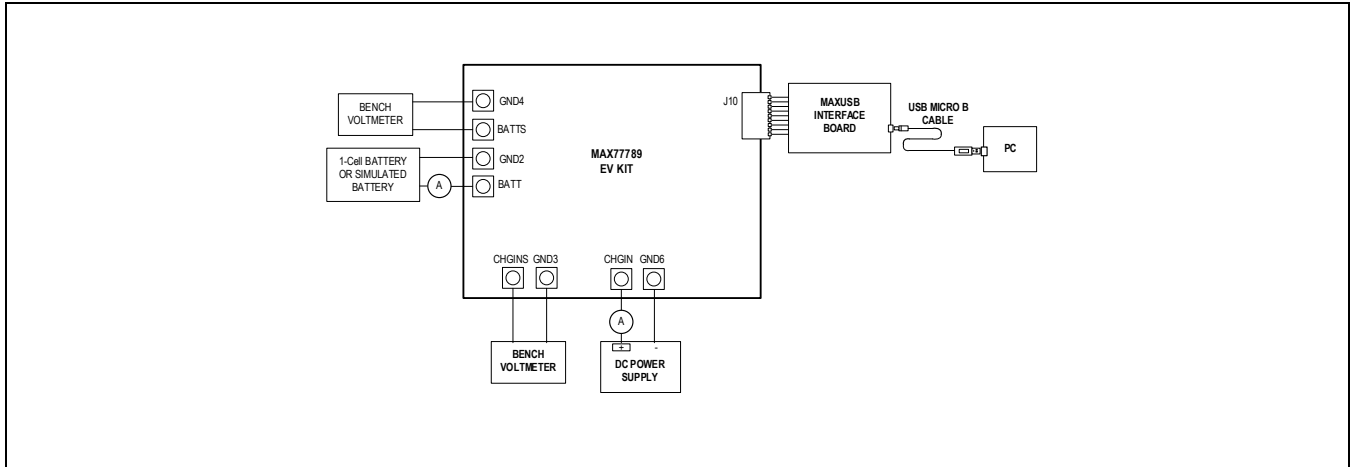 BENCH
VOLTMETER
GND4
BATTS
1-Cell BATTERY
OR SIMULATED
BATTERY
A
GND2
BATT
MAX77789
EV KIT
J10
MAXUSB
INTERFACE
BOARD
USB MICRO B
CABLE
PC
CHGINS GND3
CHGIN GND6
BENCH
VOLTMETER
A
+ -
DC POWER
SUPPLY